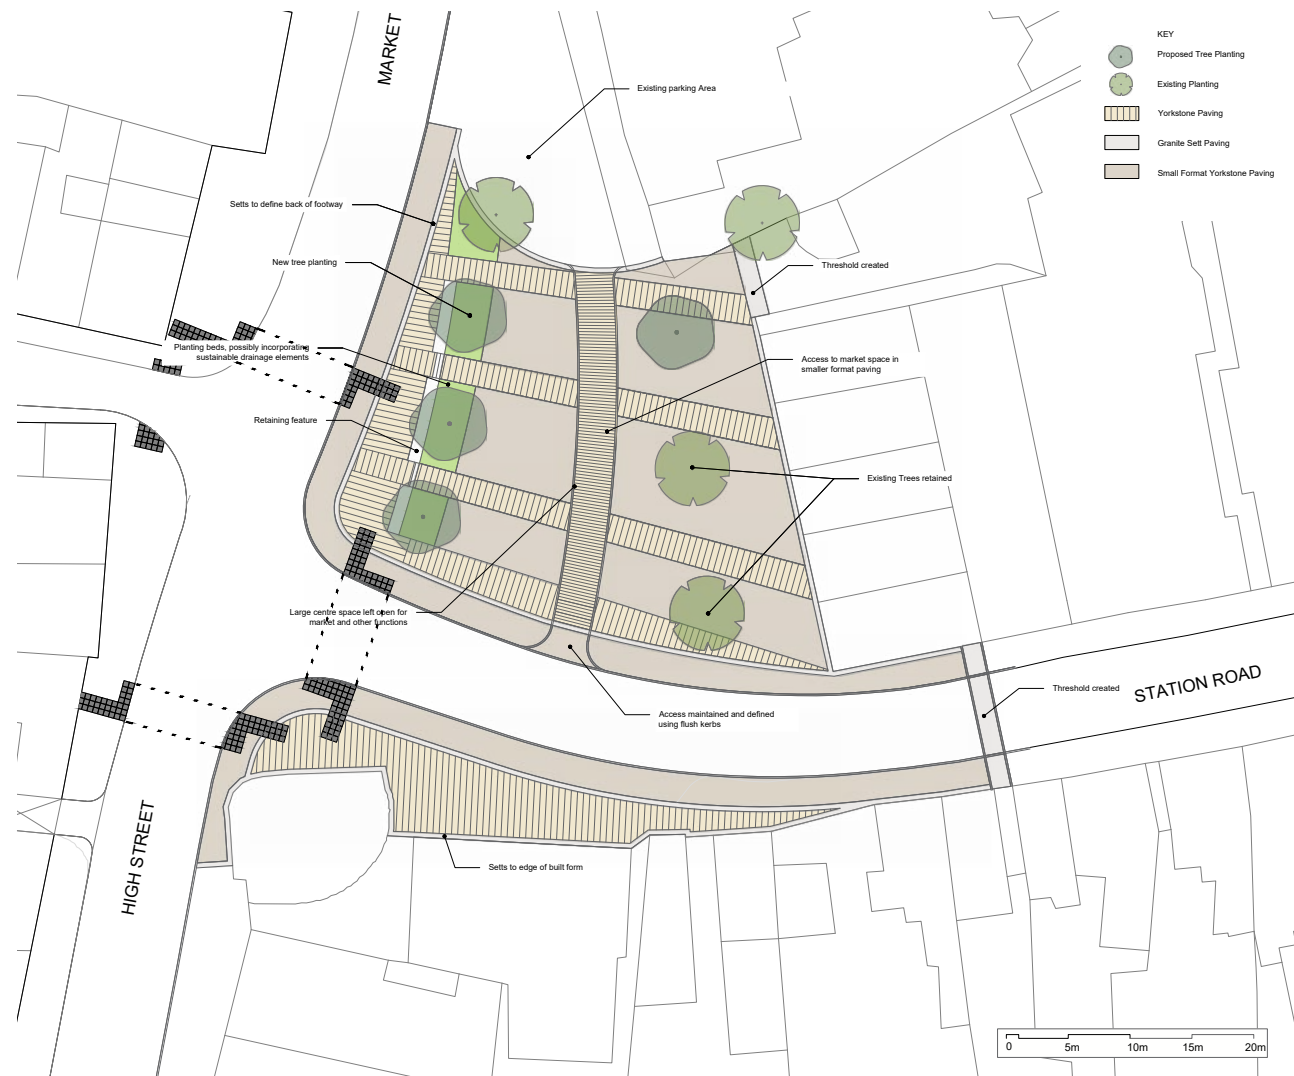 MARKET
KEY
Proposed Tree Planting
Existing Planting
Yorkstone Paving
Granite Sett Paving
Small Format Yorkstone Paving
Existing parking Area
Setts to define back of footway
New tree planting
Threshold created
Planting beds, possibly incorporating
sustainable drainage elements
Access to market space in
smaller format paving
Retaining feature
Existing Trees retained
Large centre space left open for
market and other functions
Threshold created
STATION ROAD
Access maintained and defined
using flush kerbs
HIGH STREET
Setts to edge of built form
0 5m 10m 15m 20m